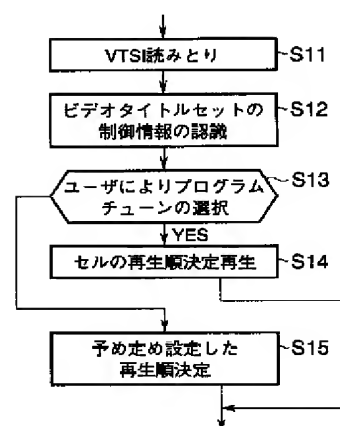 VTSI読みとり
S11
ビデオタイトルセットの
制御情報の認識
S12
ユーザによりプログラム
チューンの選択
S13
YES
セルの再生順決定再生
S14
予め定め設定した
再生順決定
S15